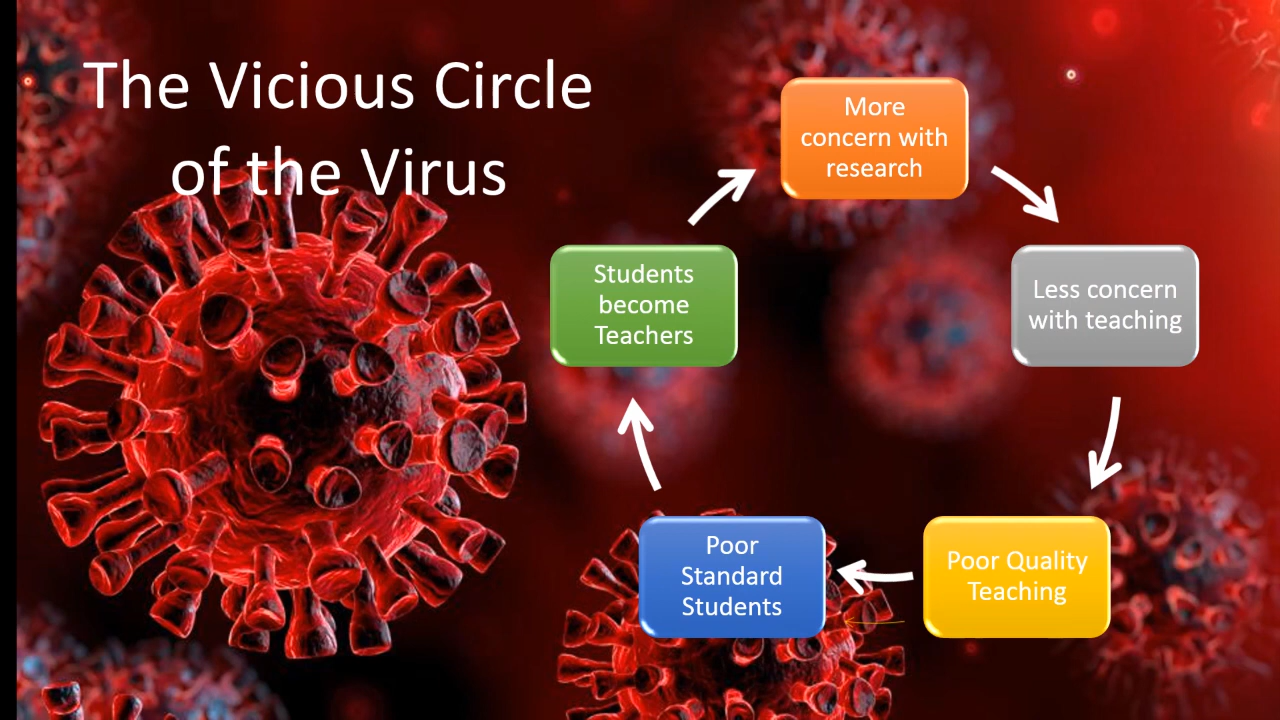 The Vicious Circle
of the Virus
More
concern with
research
Less concern
with teaching
Poor Quality
Teaching
Poor
Standard
Students
Students
become
Teachers